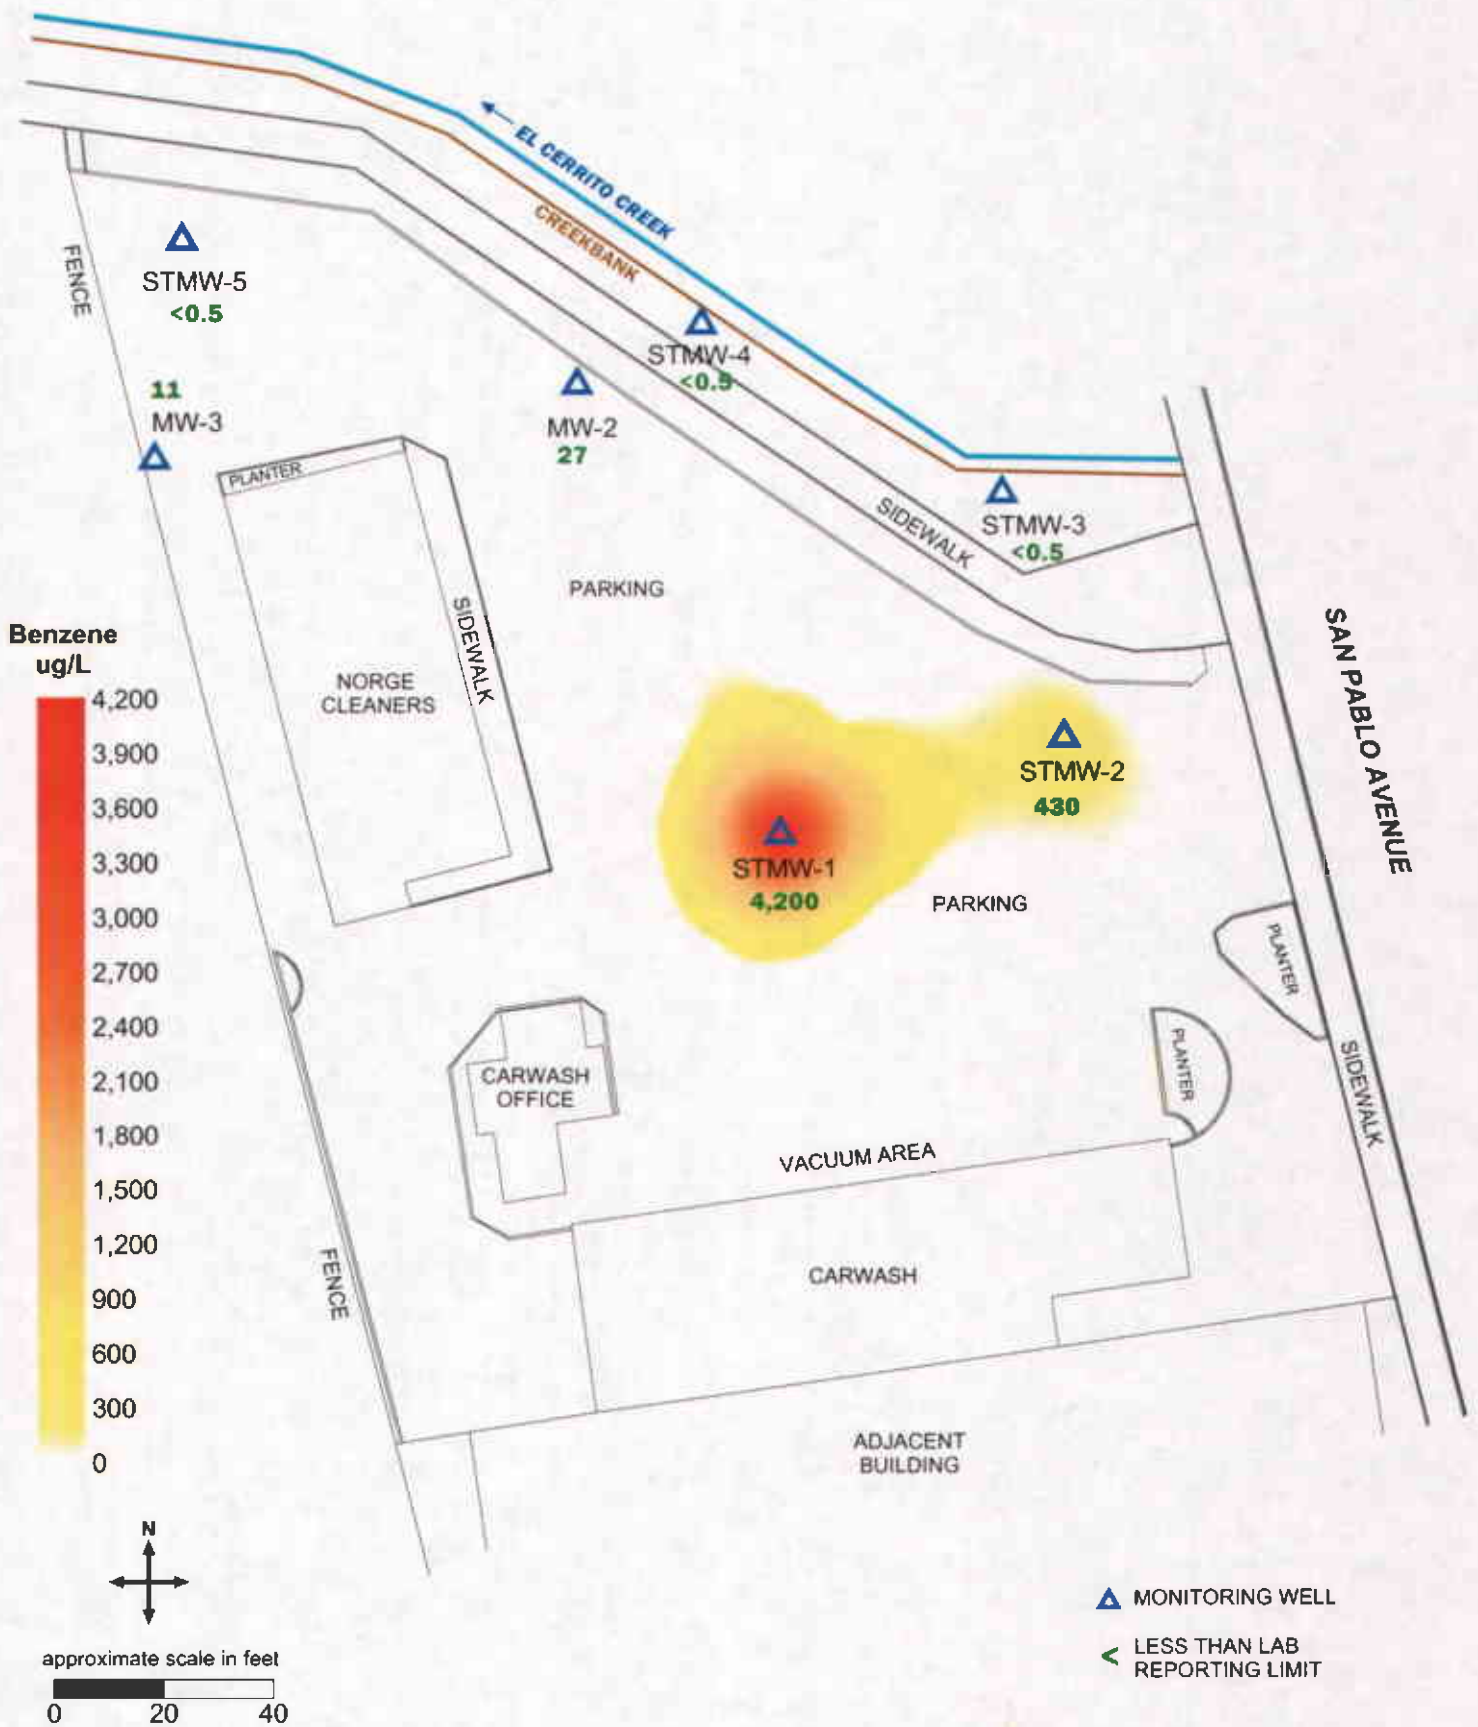 EL CERRITO CREEK
CREEKBANK
FENCE
STMW-5
<0.5
STMW-4
<0.5
11
MW-3
MW-2
27
PLANTER
STMW-3
<0.5
SIDEWALK
PARKING
SIDEWALK
SAN PABLO AVENUE
Benzene
ug/L
4,200
3,900
3,600
3,300
3,000
2,700
2,400
2,100
1,800
1,500
1,200
900
600
300
0
NORGE
CLEANERS
STMW-2
430
STMW-1
4,200
PARKING
PLANTER
PLANTER
SIDEWALK
CARWASH
OFFICE
VACUUM AREA
CARWASH
FENCE
ADJACENT
BUILDING
N
approximate scale in feet
0 20 40
MONITORING WELL
< LESS THAN LAB
REPORTING LIMIT